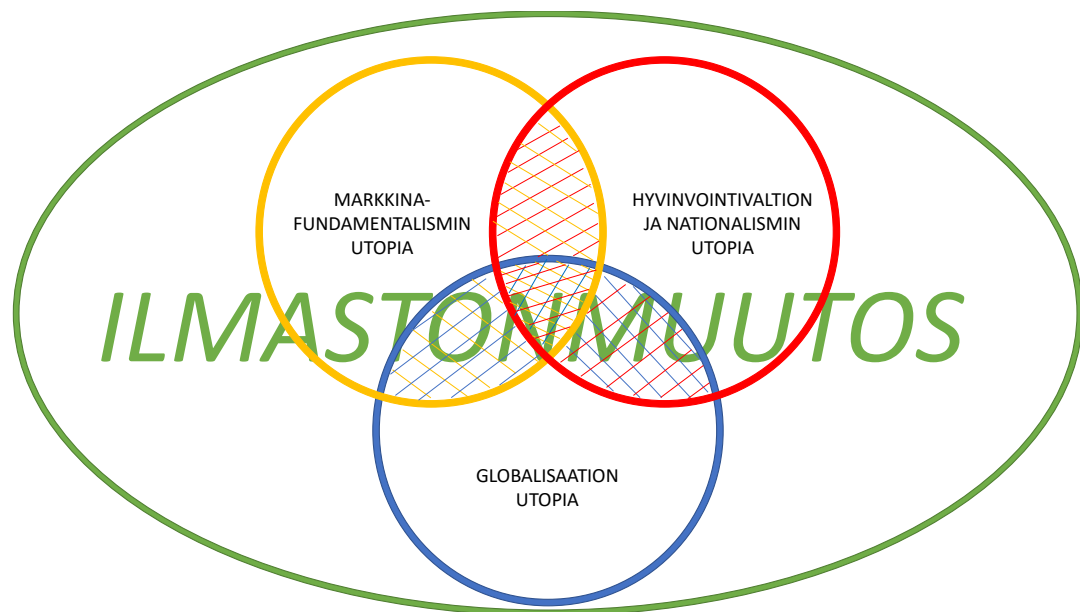 MARKKINA-
FUNDAMENTALISMIN
UTOPIA
HYVINVOINTIVALTION
JA NATIONALISMIN
UTOPIA
ILMASTONMUUTOS
GLOBALISAATION
UTOPIA